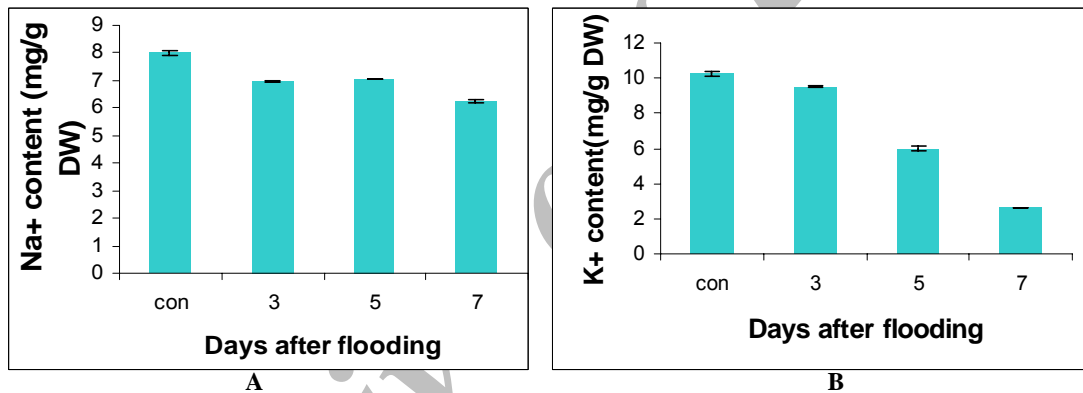 Na+ content (mg/g
DW)
9
8
7
6
5
4
3
2
1
0
con 3 5 7
Days after flooding
A
K+ content(mg/g DW)
12
10
8
6
4
2
0
con 3 5 7
Days after flooding
B